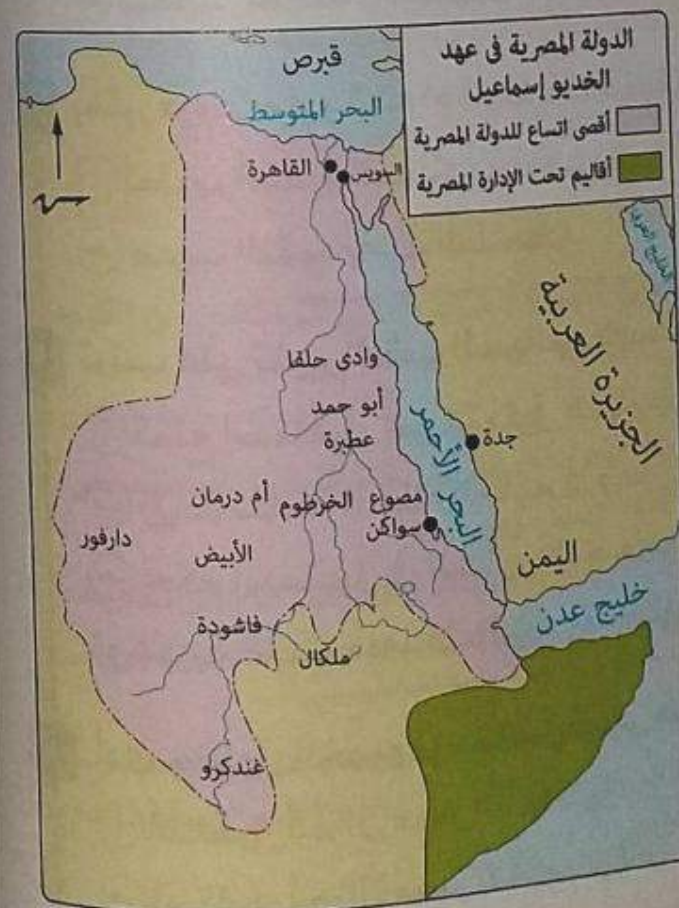 الدولة المصرية فى عهد
الخديو إسماعيل
أقصى اتساع للدولة المصرية
أقاليم تحت الإدارة المصرية
قبرص
البحر المتوسط
القاهرة
السويس
الجزيرة العربية
وادى حلفا
أبو حمد
عطبرة
جدة
البحر الأحمر
أم درمان
الخرطوم
مصوع
سواكن
دارفور
الأبيض
اليمن
خليج عدن
فاشودة
ملكال
غندكرو